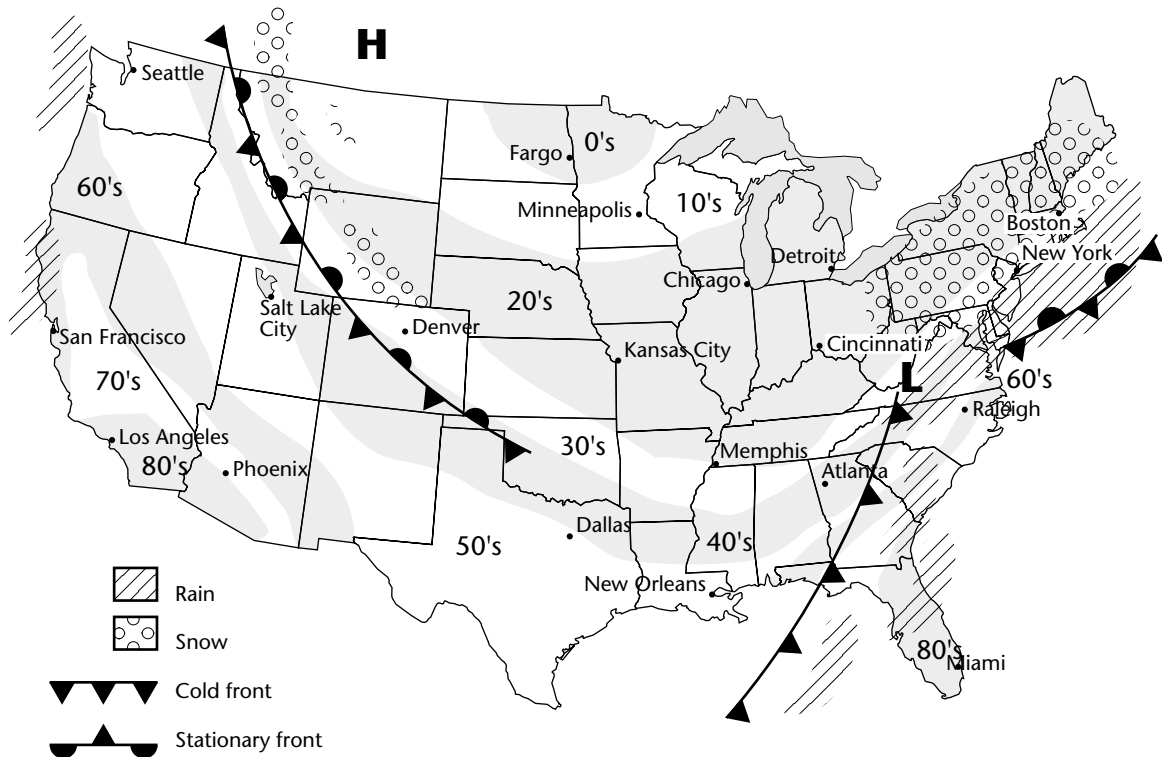 H
Seattle
Fargo
0's
60's
Minneapolis
10's
Boston
New York
Detroit
Chicago
Salt Lake
City
20's
Denver
San Francisco
Cincinnati
Kansas City
70's
L
60's
Raleigh
Los Angeles
80's
Phoenix
30's
Memphis
Atlanta
Dallas
50's
40's
New Orleans
Rain
Snow
80's
Miami
Cold front
Stationary front